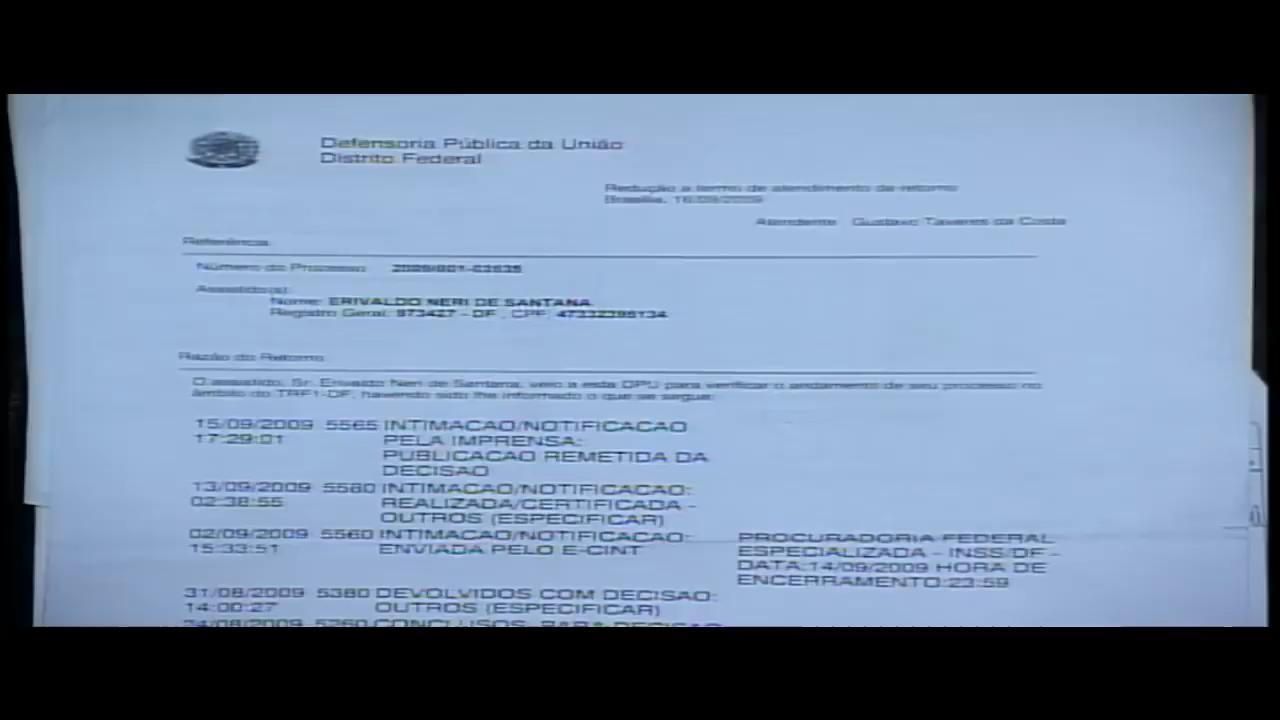 Defensoria Pública da União
Distrito Federal
Redução a termo de atendimento de retorno
Brasília, 16/09/2009
Atendente Gustavo Tavares da Costa
Referência
Número do Processo
Assistido(s):
Nome: ERIVALDO NERI DE SANTANA
Registro Geral: 973427 - DF, CPF:
Razão do Retorno
O assistido, Sr. Erivaldo Neri de Santana, veio a esta DPU para verificar o andamento de seu processo no
âmbito do TRF1-DF, havendo sido lhe informado o que se segue:
15/09/2009 5565 INTIMACAO/NOTIFICACAO
17:29:01 PELA IMPRENSA:
PUBLICACAO REMETIDA DA
DECISAO
13/09/2009 5580 INTIMACAO/NOTIFICACAO:
02:38:55 REALIZADA/CERTIFICADA -
OUTROS (ESPECIFICAR)
02/09/2009 5560 INTIMACAO/NOTIFICACAO: PROCURADORIA FEDERAL
15:33:51 ENVIADA PELO E-CINT ESPECIALIZADA - INSS/DF -
DATA:14/09/2009 HORA DE
ENCERRAMENTO:23:59
31/08/2009 5380 DEVOLVIDOS COM DECISAO:
14:00:27 OUTROS (ESPECIFICAR)
CONCLUSOS PARA DECISAO